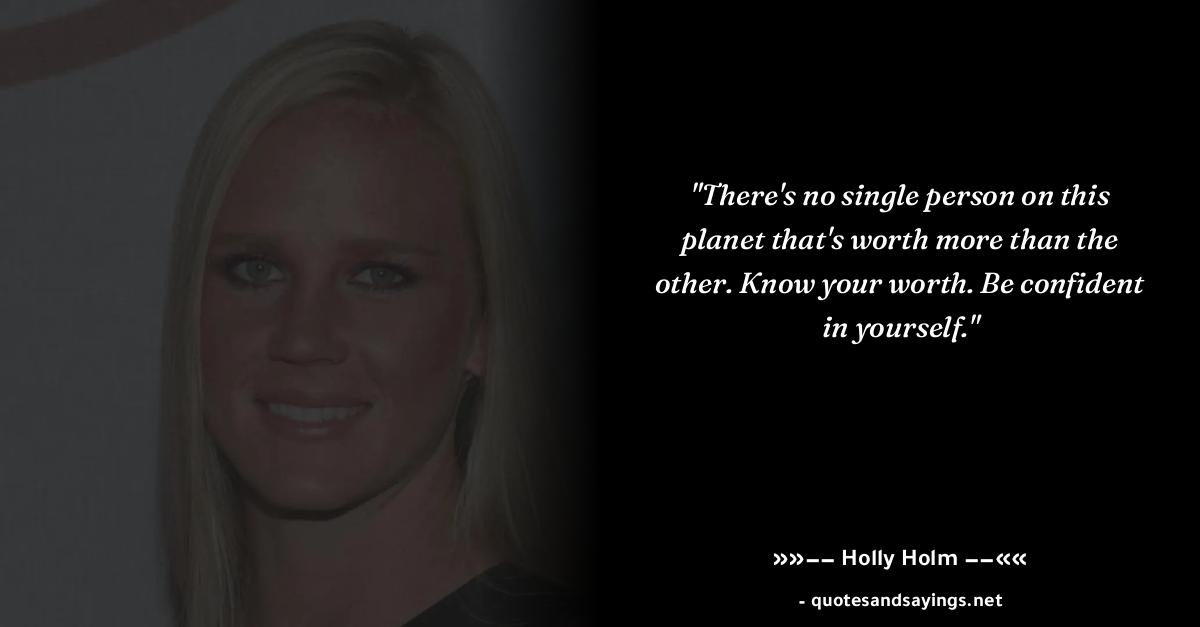 "There's no single person on this
planet that's worth more than the
other. Know your worth. Be confident
in yourself."
»»–– Holly Holm ––««
- quotesandsayings.net